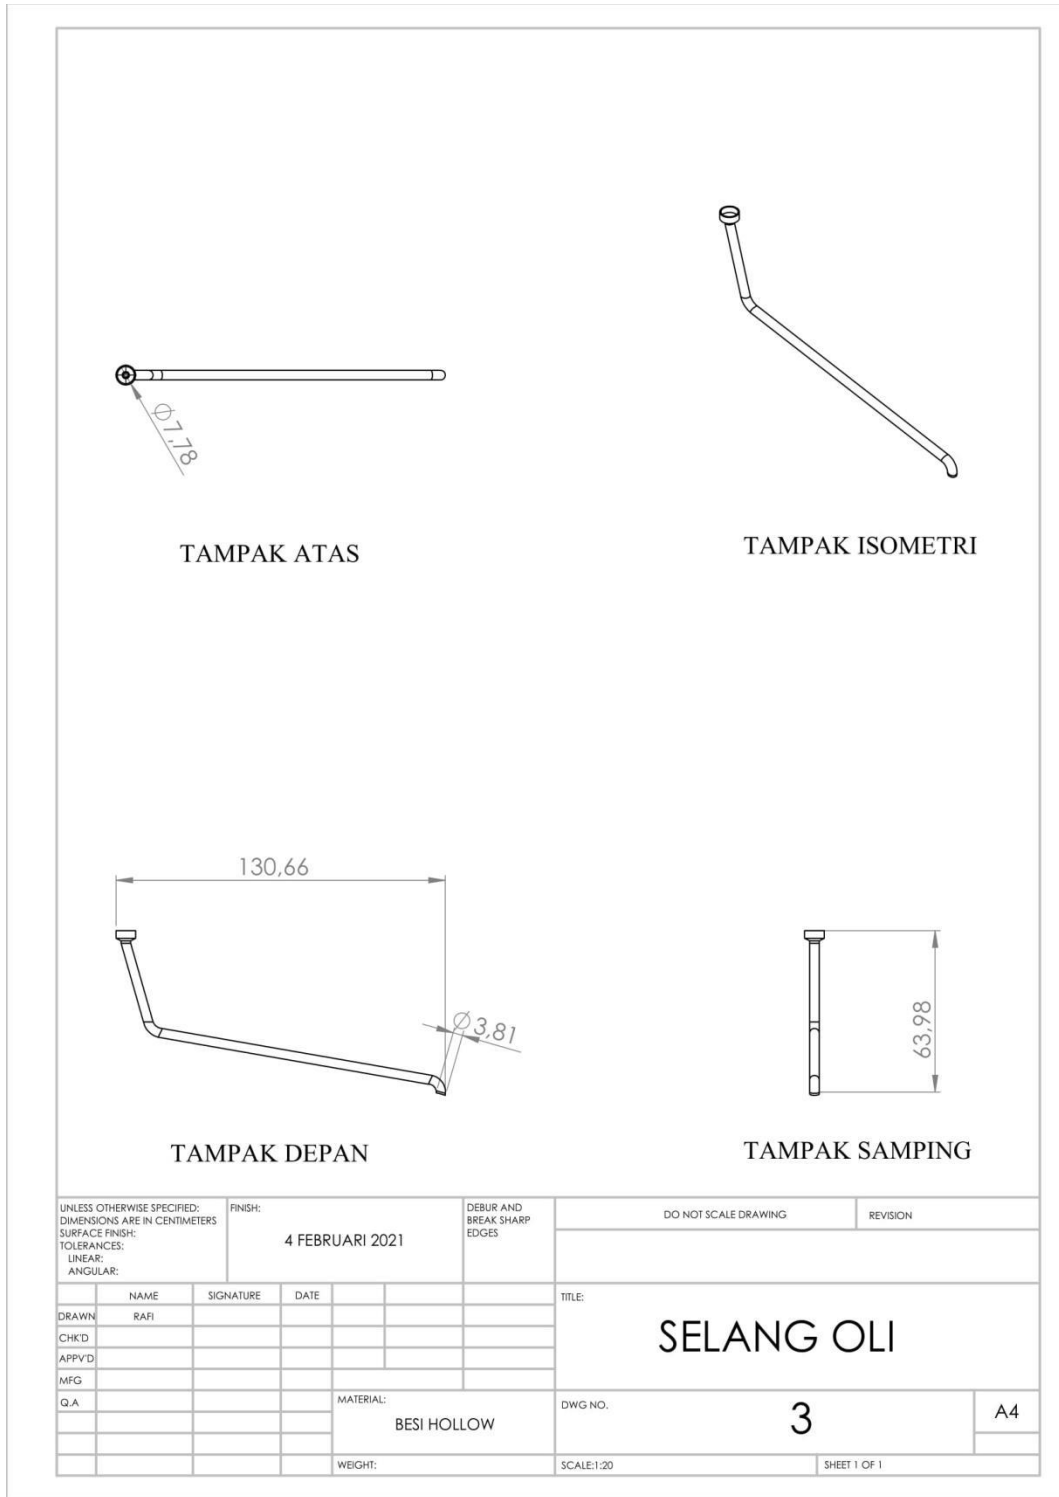 Ø7,78
TAMPAK ATAS
TAMPAK ISOMETRI
130,66
Ø3,81
63,98
TAMPAK DEPAN
TAMPAK SAMPING
UNLESS OTHERWISE SPECIFIED:
DIMENSIONS ARE IN CENTIMETERS
SURFACE FINISH:
TOLERANCES:
LINEAR:
ANGULAR:
FINISH:
4 FEBRUARI 2021
DEBUR AND
BREAK SHARP
EDGES
DO NOT SCALE DRAWING
REVISION
NAME
SIGNATURE
DATE
DRAWN
RAFI
CHK'D
APPV'D
MFG
Q.A
TITLE:
SELANG OLI
MATERIAL:
BESI HOLLOW
DWG NO.
3
A4
WEIGHT:
SCALE:1:20
SHEET 1 OF 1